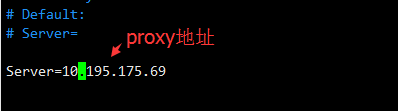 # Default:
# Server=
proxy地址
Server=10.195.175.69